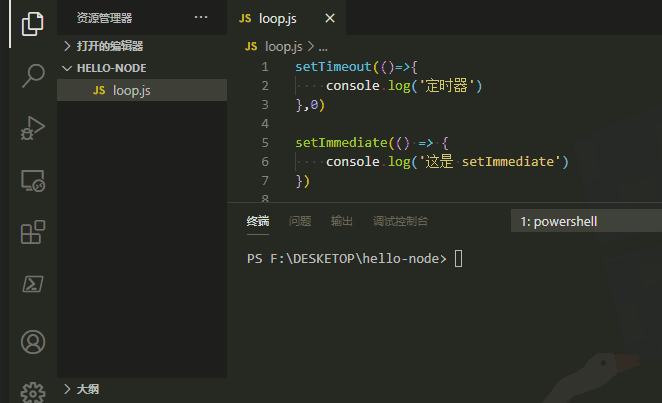 资源管理器 ···
打开的编辑器
HELLO-NODE
JS loop.js
大纲
JS loop.js ×
JS loop.js > ...
1 setTimeout(()=>{
2 ····console.log('定时器')
3 },0)
4
5 setImmediate(()·=>·{
6 ····console.log('这是·setImmediate')
7 })
8
终端 问题 输出 调试控制台 1: powershell
PS F:\DESKETOP\hello-node>